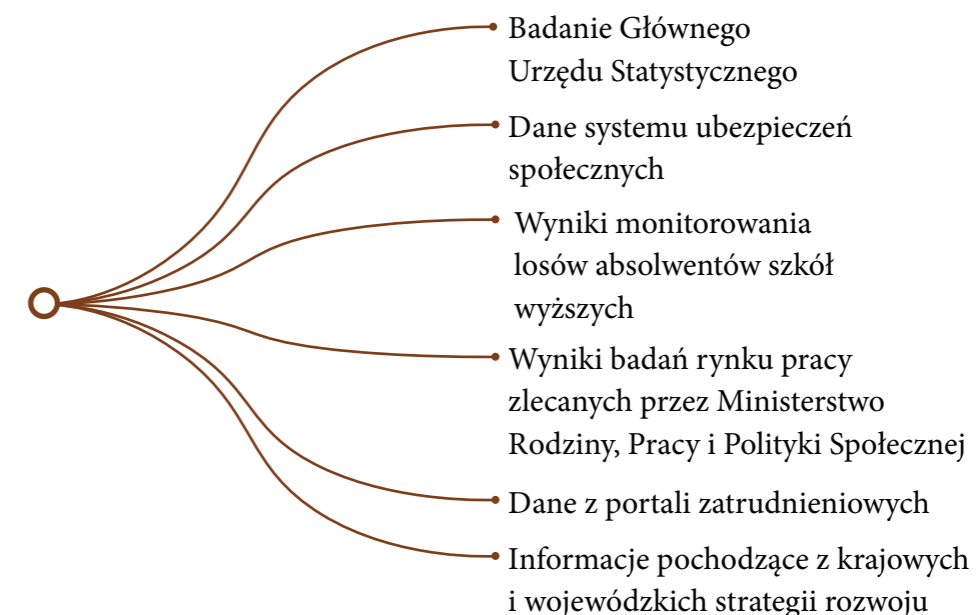 Badanie Głównego
Urzędu Statystycznego
Dane systemu ubezpieczeń
społecznych
Wyniki monitorowania
losów absolwentów szkół
wyższych
Wyniki badań rynku pracy
zlecanych przez Ministerstwo
Rodziny, Pracy i Polityki Społecznej
Dane z portali zatrudnieniowych
Informacje pochodzące z krajowych
i wojewódzkich strategii rozwoju